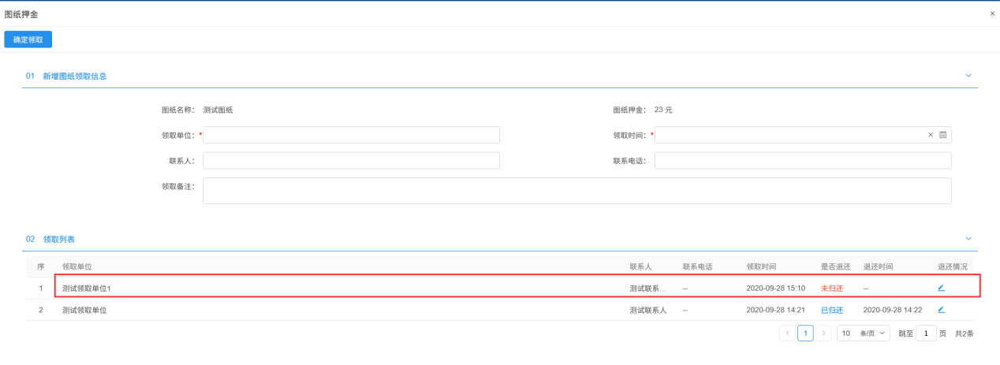 图纸押金 ×
确定领取
01 新增图纸领取信息
图纸名称: 测试图纸 图纸押金: 23 元
领取单位: * 领取时间: *
联系人: 联系电话:
领取备注:
02 领取列表
序 领取单位 联系人 联系电话 领取时间 是否退还 退还时间 退还情况
1 测试领取单位1 测试联系... -- 2020-09-28 15:10 未归还 --
2 测试领取单位 测试联系人 -- 2020-09-28 14:21 已归还 2020-09-28 14:22
< 1 > 10 条/页 跳至 1 页 共2条